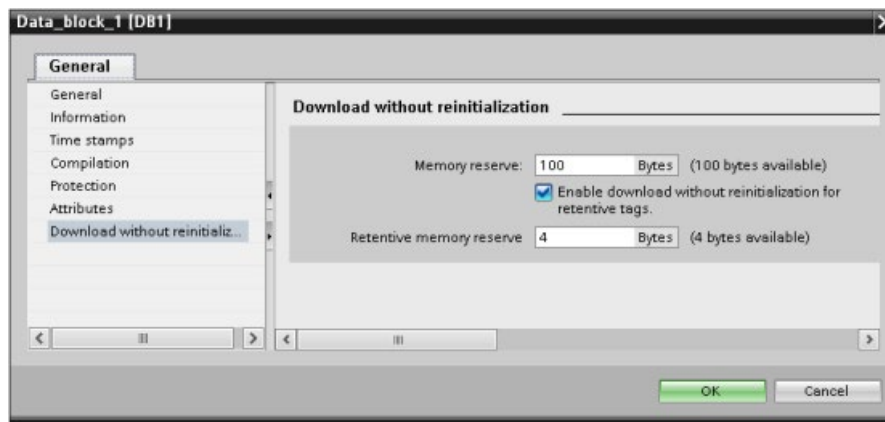 Data_block_1 [DB1]
General
General
Information
Time stamps
Compilation
Protection
Attributes
Download without reinitializ...
Download without reinitialization
Memory reserve: 100 Bytes (100 bytes available)
Enable download without reinitialization for
retentive tags.
Retentive memory reserve 4 Bytes (4 bytes available)
OK Cancel